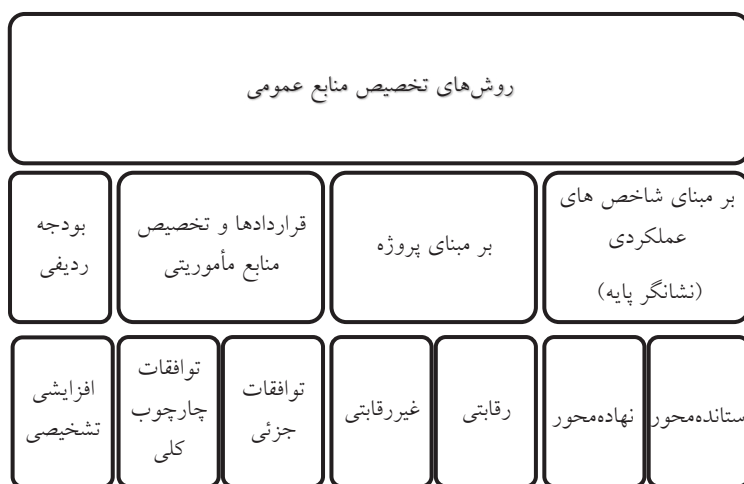 روش‌های تخصیص منابع عمومی
بر مبنای شاخص های
عملکردی
(نشانگر پایه)
بر مبنای پروژه
قراردادها و تخصیص
منابع مأموریتی
بودجه
ردیفی
ستانده‌محور
نهاده‌محور
رقابتی
غیررقابتی
توافقات
جزئی
توافقات
چارچوب
کلی
افزایشی
تشخیصی